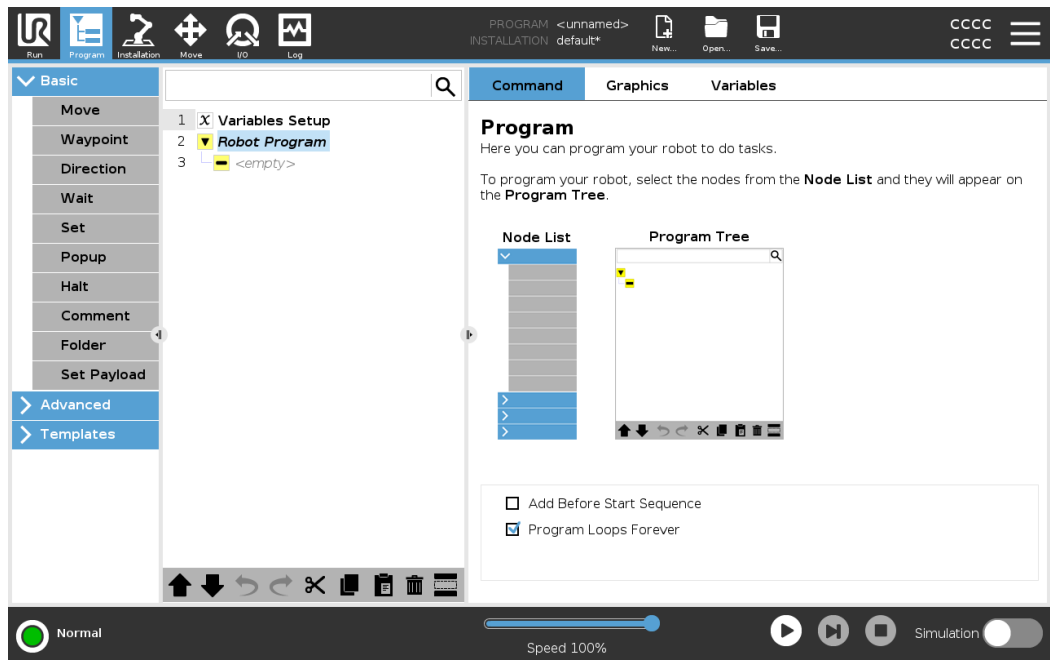 PROGRAM <unnamed>
INSTALLATION default*
CCCC
CCCC
Run Program Installation Move I/O Log New... Open... Save...
Basic
Move
Waypoint
Direction
Wait
Set
Popup
Halt
Comment
Folder
Set Payload
Advanced
Templates
1 x Variables Setup
2 Robot Program
3 <empty>
Command Graphics Variables
Program
Here you can program your robot to do tasks.
To program your robot, select the nodes from the Node List and they will appear on
the Program Tree.
Node List Program Tree
Add Before Start Sequence
Program Loops Forever
Normal
Speed 100%
Simulation